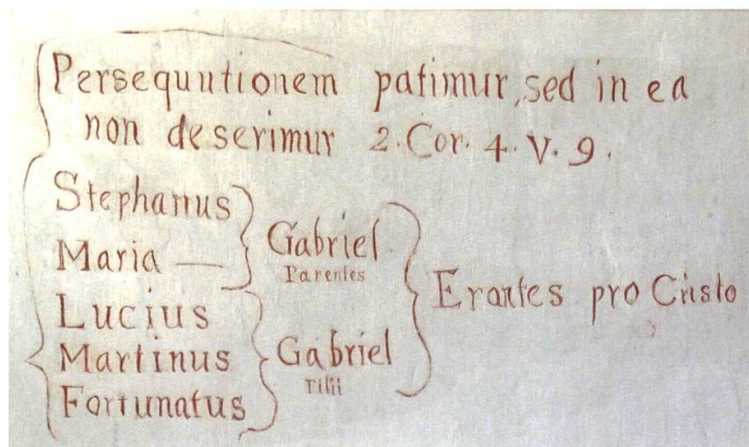 Persequutionem patimur, sed in ea
non deserimur 2. Cor. 4. V. 9.
Stephanus
Maria —
Gabriel
Parentes
Lucius
Martinus
Fortunatus
Gabriel
Filii
Erantes pro Cristo